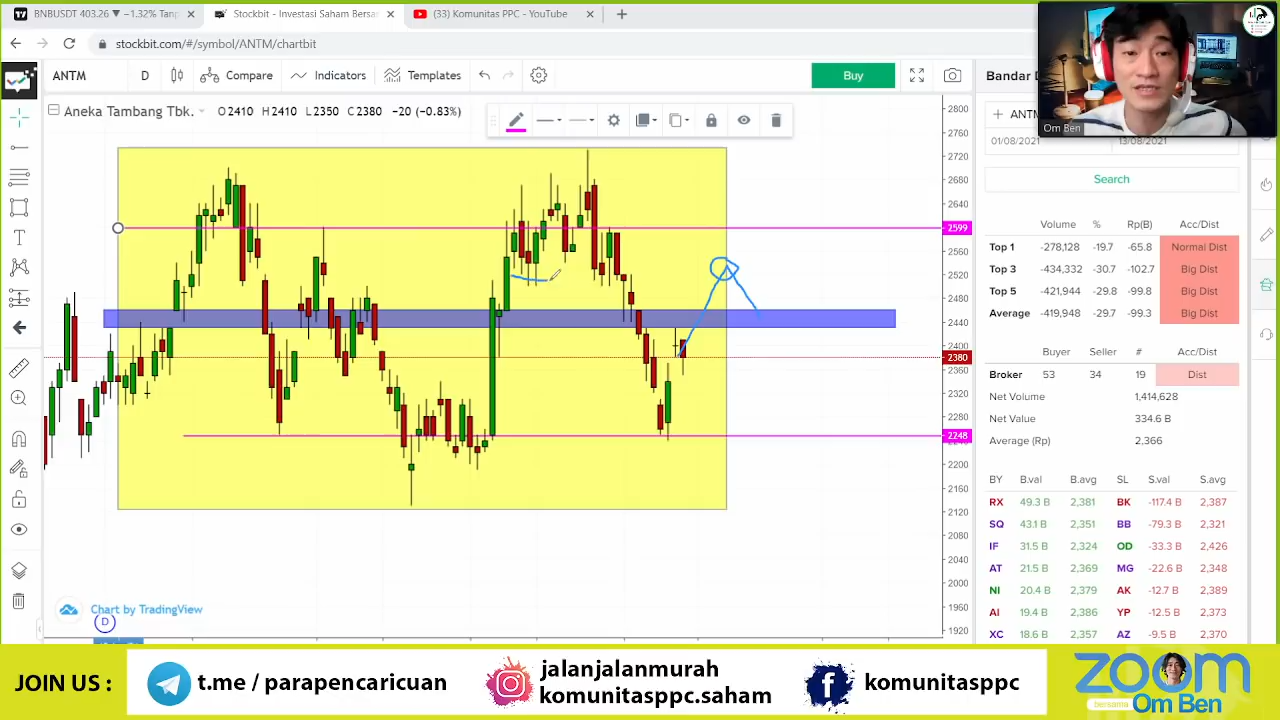 BNBUSDT 403.26 ▼ −1.32% Tanp
Stockbit - Investasi Saham Bersa
(33) Komunitas PPC - YouTube
stockbit.com/#/symbol/ANTM/chartbit
ANTM
D
Compare
Indicators
Templates
Buy
Aneka Tambang Tbk.
O2410 H2410 L2350 C2380 −20 (−0.83%)
2800
2760
2720
2680
2640
2599
2560
2520
2480
2440
2400
2380
2360
2320
2280
2248
2200
2160
2120
2080
2040
2000
1960
1920
Chart by TradingView
D
Om Ben
Bandar D
ANTM
01/08/2021
13/08/2021
Search
Volume % Rp(B) Acc/Dist
Top 1 -278,128 -19.7 -65.8 Normal Dist
Top 3 -434,332 -30.7 -102.7 Big Dist
Top 5 -421,944 -29.8 -99.8 Big Dist
Average -419,948 -29.7 -99.3 Big Dist
Buyer Seller # Acc/Dist
Broker 53 34 19 Dist
Net Volume 1,414,628
Net Value 334.6 B
Average (Rp) 2,366
BY B.val B.avg SL S.val S.avg
RX 49.3 B 2,381 BK -117.4 B 2,387
SQ 43.1 B 2,351 BB -79.3 B 2,321
IF 31.5 B 2,324 OD -33.3 B 2,426
AT 21.5 B 2,369 MG -22.6 B 2,348
NI 20.4 B 2,379 AK -12.7 B 2,389
AI 19.4 B 2,386 YP -12.5 B 2,373
XC 18.6 B 2,357 AZ -9.5 B 2,370
JOIN US :
t.me / parapencaricuan
jalanjalanmurah
komunitasppc.saham
komunitasppc
zoom
bersama Om Ben